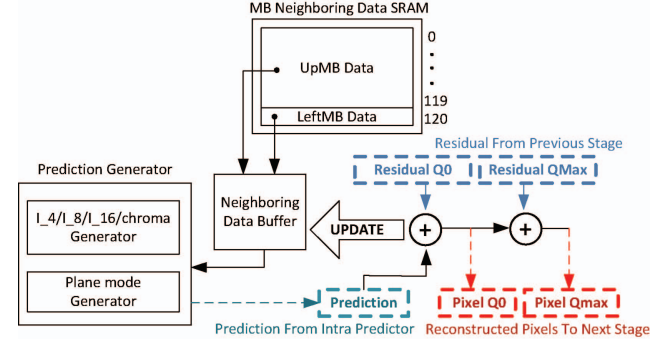 MB Neighboring Data SRAM
0
UpMB Data
119
LeftMB Data
120
Residual From Previous Stage
Prediction Generator
Residual Q0
Residual QMax
I_4/I_8/I_16/chroma
Generator
Neighboring
Data Buffer
UPDATE
+
+
Plane mode
Generator
Prediction
Pixel Q0
Pixel Qmax
Prediction From Intra Predictor
Reconstructed Pixels To Next Stage